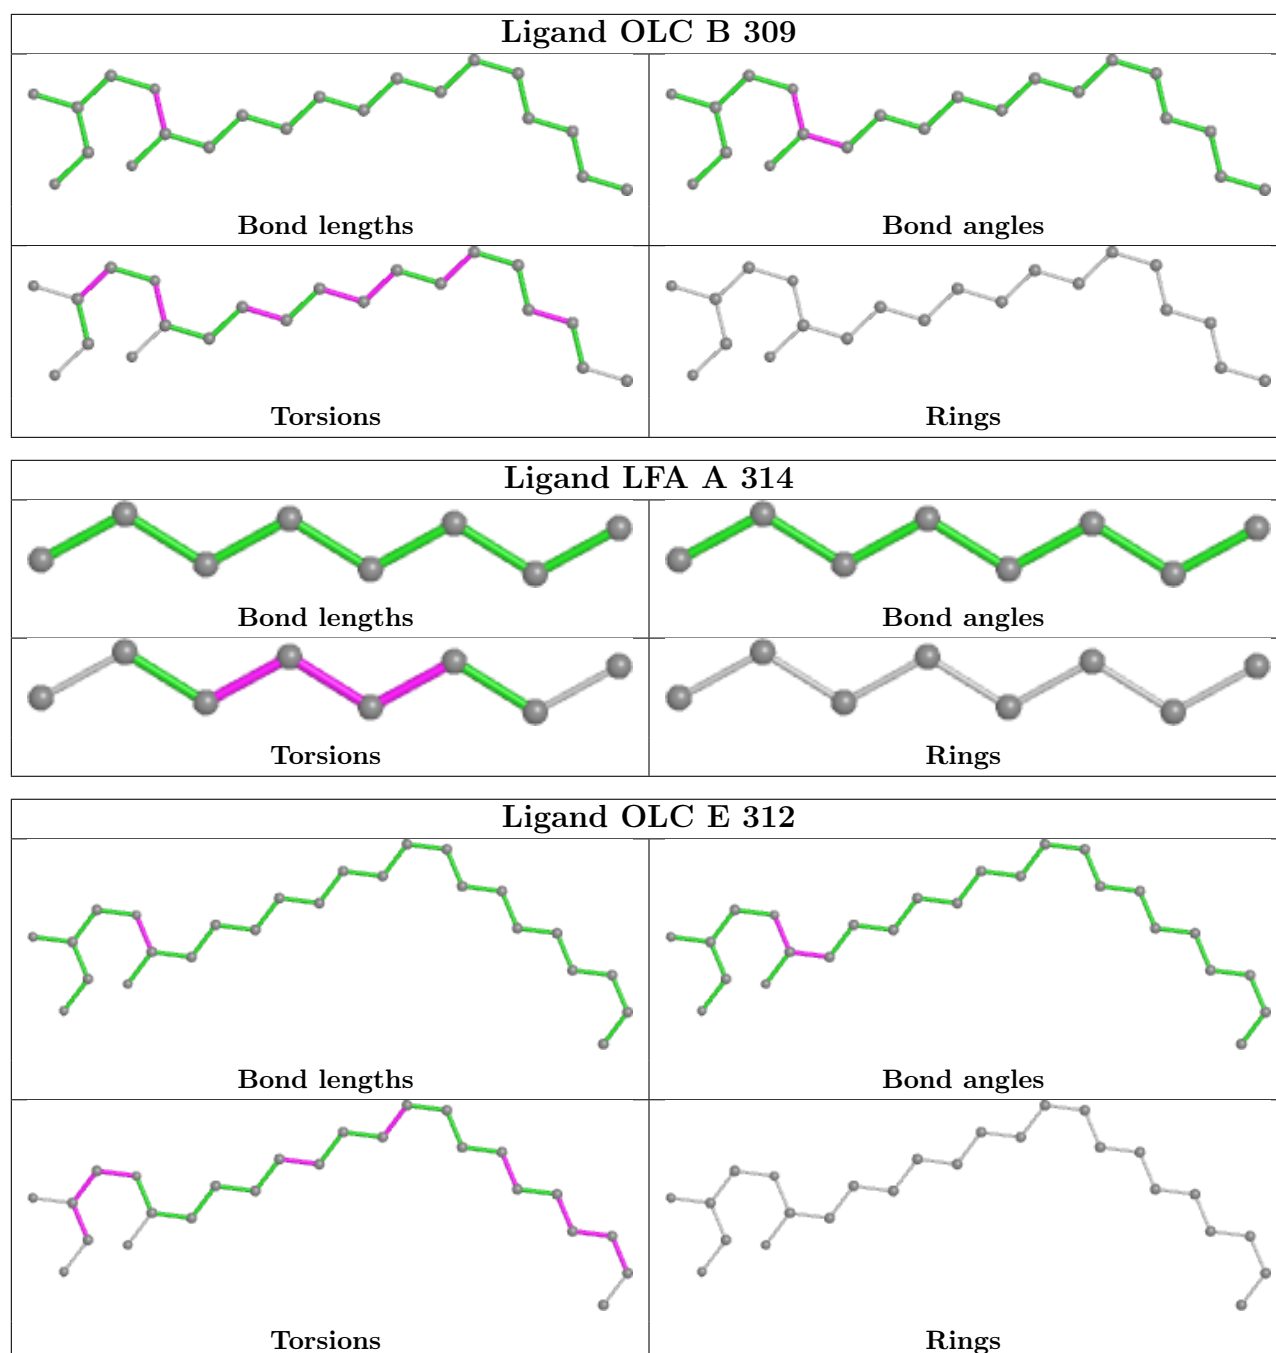 Ligand OLC B 309
Bond lengths
Bond angles
Torsions
Rings
Ligand LFA A 314
Bond lengths
Bond angles
Torsions
Rings
Ligand OLC E 312
Bond lengths
Bond angles
Torsions
Rings